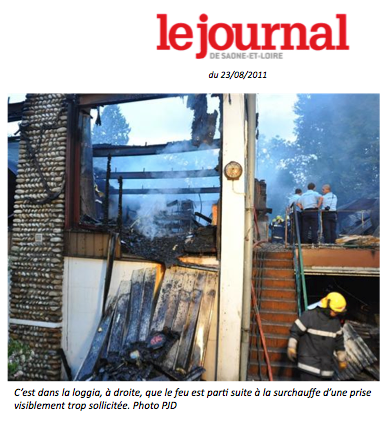 le journal
DE SAONE-ET-LOIRE
du 23/08/2011
C'est dans la loggia, à droite, que le feu est parti suite à la surchauffe d'une prise
visiblement trop sollicitée. Photo PJD